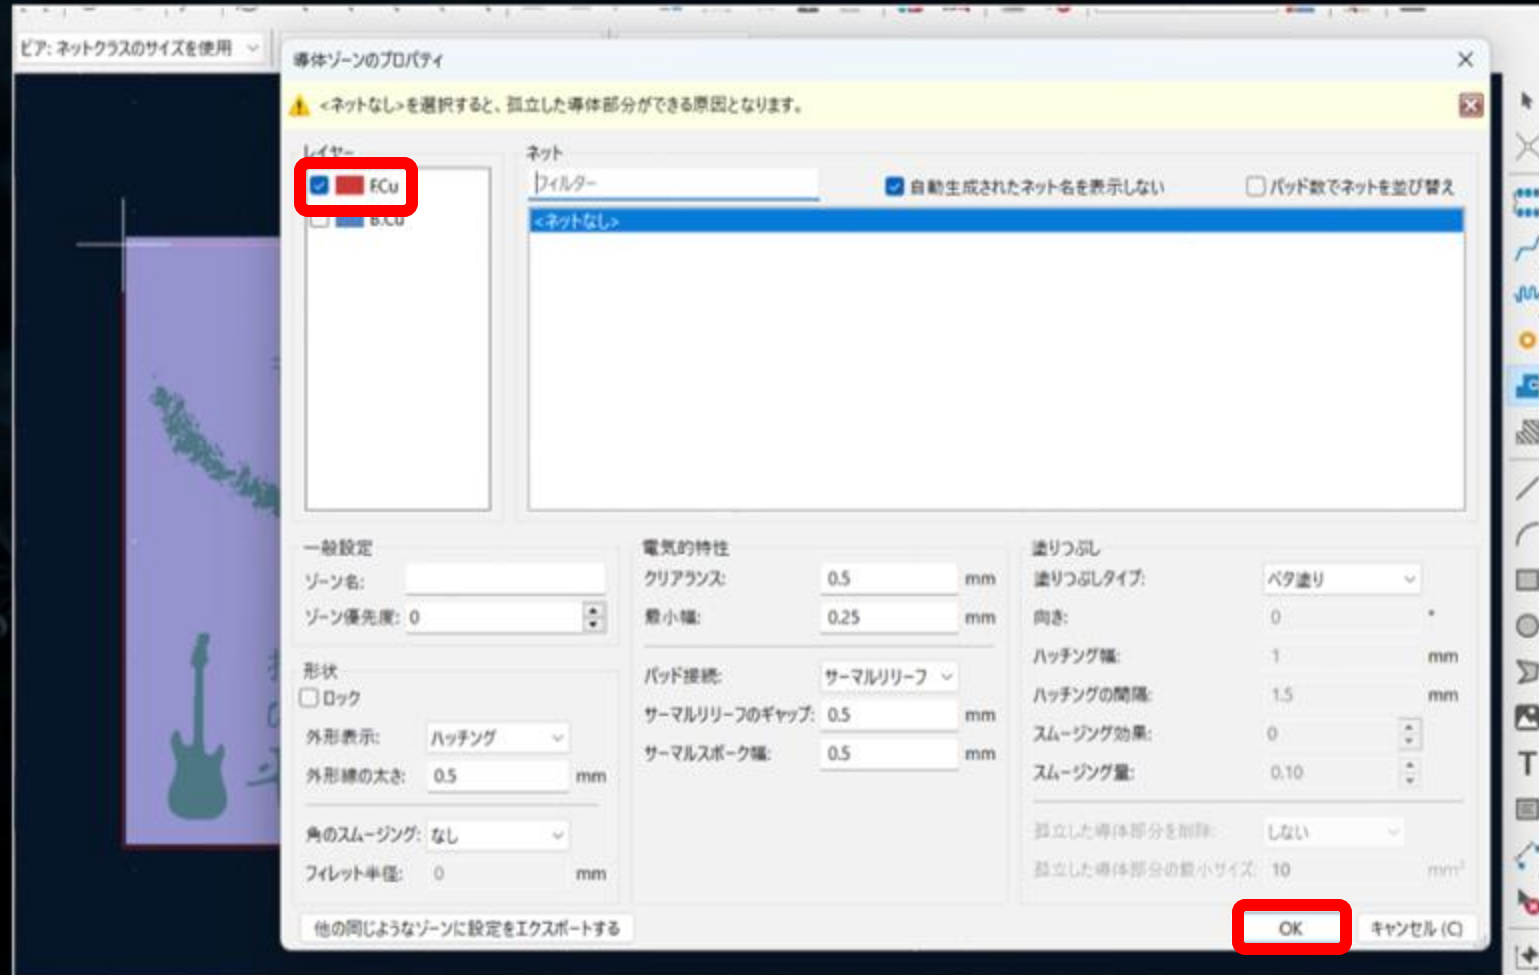 ビア: ネットクラスのサイズを使用
導体ゾーンのプロパティ
<ネットなし>を選択すると、孤立した導体部分ができる原因となります。
レイヤー
ネット
F.Cu
フィルター
自動生成されたネット名を表示しない
パッド数でネットを並び替え
B.Cu
<ネットなし>
一般設定
電気的特性
塗りつぶし
ゾーン名:
クリアランス: 0.5 mm
塗りつぶしタイプ: ベタ塗り
ゾーン優先度: 0
最小幅: 0.25 mm
向き: 0 °
ハッチング幅: 1 mm
形状
パッド接続: サーマルリリーフ
ロック
ハッチングの間隔: 1.5 mm
サーマルリリーフのギャップ: 0.5 mm
外形表示: ハッチング
スムージング効果: 0
サーマルスポーク幅: 0.5 mm
外形線の太さ: 0.5 mm
スムージング量: 0.10
角のスムージング: なし
孤立した導体部分を削除: しない
フィレット半径: 0 mm
孤立した導体部分の最小サイズ: 10 mm²
他の同じようなゾーンに設定をエクスポートする
OK
キャンセル (C)
T